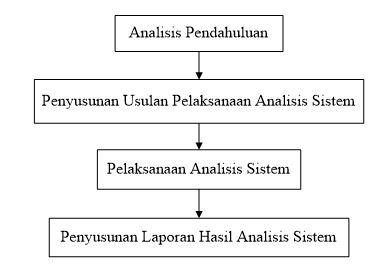 Analisis Pendahuluan
Penyusunan Usulan Pelaksanaan Analisis Sistem
Pelaksanaan Analisis Sistem
Penyusunan Laporan Hasil Analisis Sistem